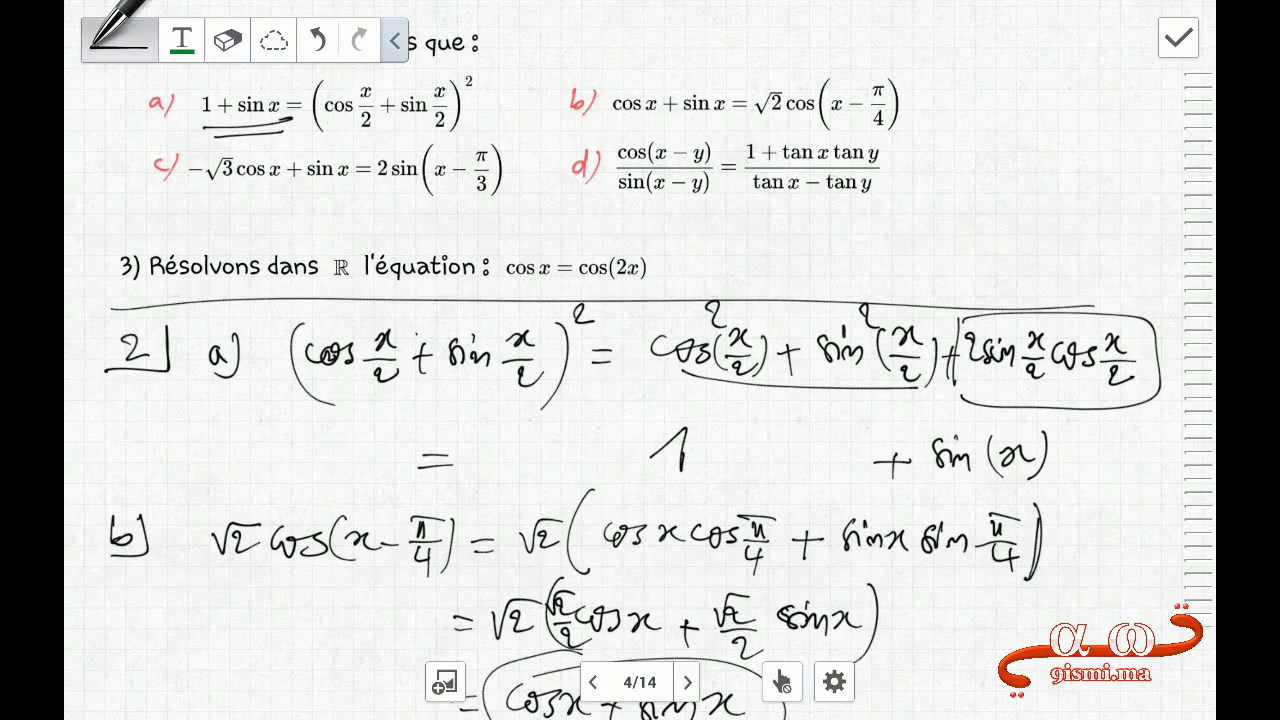 T
s que :
a) 1 + sin x = (cos x/2 + sin x/2)² b) cos x + sin x = √2 cos(x − π/4)
c) −√3 cos x + sin x = 2 sin(x − π/3) d) cos(x − y)/sin(x − y) = (1 + tan x tan y)/(tan x − tan y)
3) Résolvons dans ℝ l'équation : cos x = cos(2x)
2] a) (cos x/2 + sin x/2)² = cos²(x/2) + sin²(x/2) + 2sin x/2 cos x/2
= 1 + sin(x)
b) √2 cos(x − π/4) = √2 (cos x cos π/4 + sin x sin π/4)
= √2 (√2/2 cos x + √2/2 sin x)
= cos x + sin x
4/14
α ω
gismi.ma